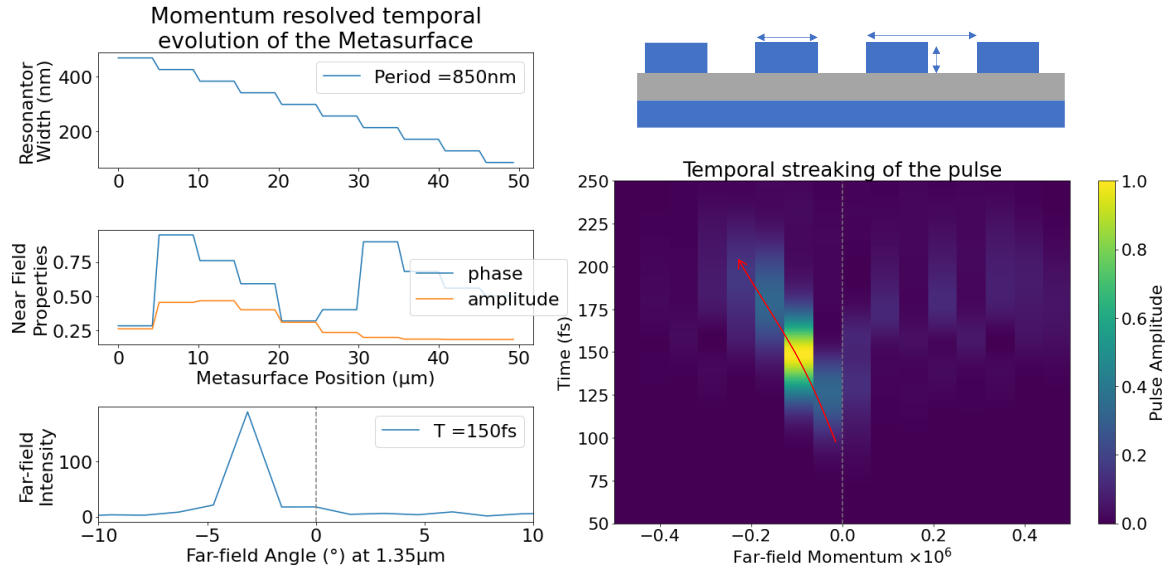 Momentum resolved temporal
evolution of the Metasurface
Resonantor
Width (nm)
400
200
Period =850nm
0 10 20 30 40 50
Near Field
Properties
0.75
0.50
0.25
phase
amplitude
0 10 20 30 40 50
Metasurface Position (μm)
Far-field
Intensity
100
0
T =150fs
−10 −5 0 5 10
Far-field Angle (°) at 1.35μm
Temporal streaking of the pulse
Time (fs)
250
225
200
175
150
125
100
75
50
−0.4 −0.2 0.0 0.2 0.4
Far-field Momentum ×10⁶
1.0
0.8
0.6
0.4
0.2
0.0
Pulse Amplitude